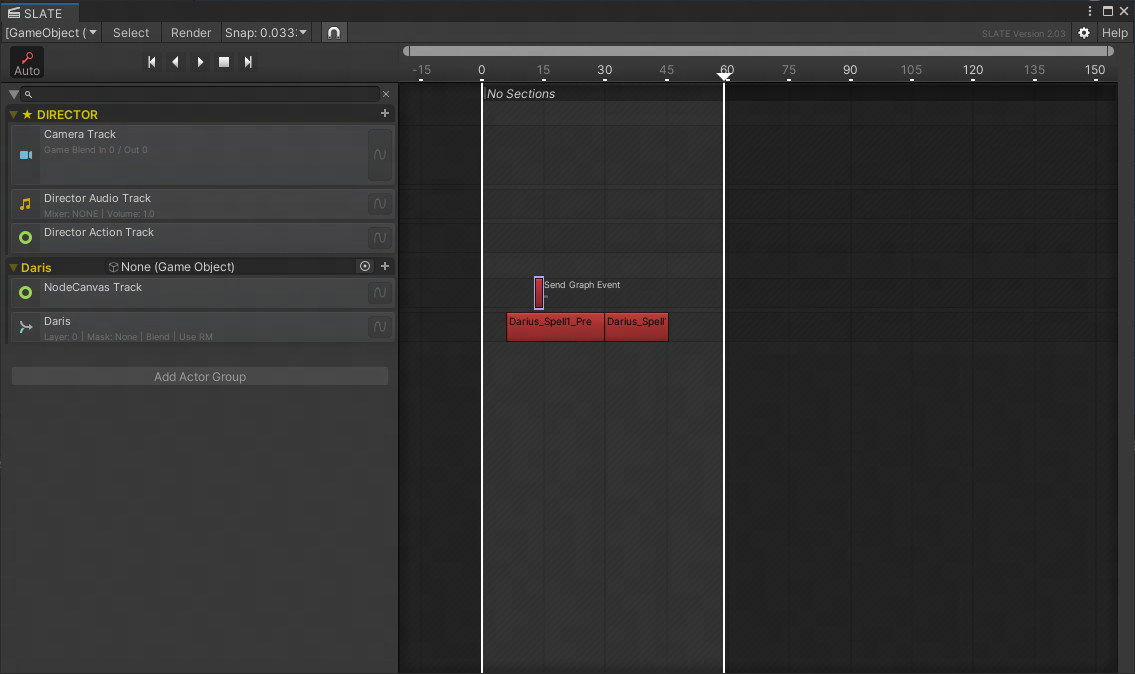 SLATE
[GameObject (
Select
Render
Snap: 0.033:
SLATE Version 2.03
Help
Auto
-15 0 15 30 45 60 75 90 105 120 135 150
No Sections
DIRECTOR
Camera Track
Game Blend In 0 / Out 0
Director Audio Track
Mixer: NONE | Volume: 1.0
Director Action Track
Daris
None (Game Object)
NodeCanvas Track
Send Graph Event
Daris
Layer: 0 | Mask: None | Blend | Use RM
Darius_Spell1_Pre
Darius_Spell1
Add Actor Group